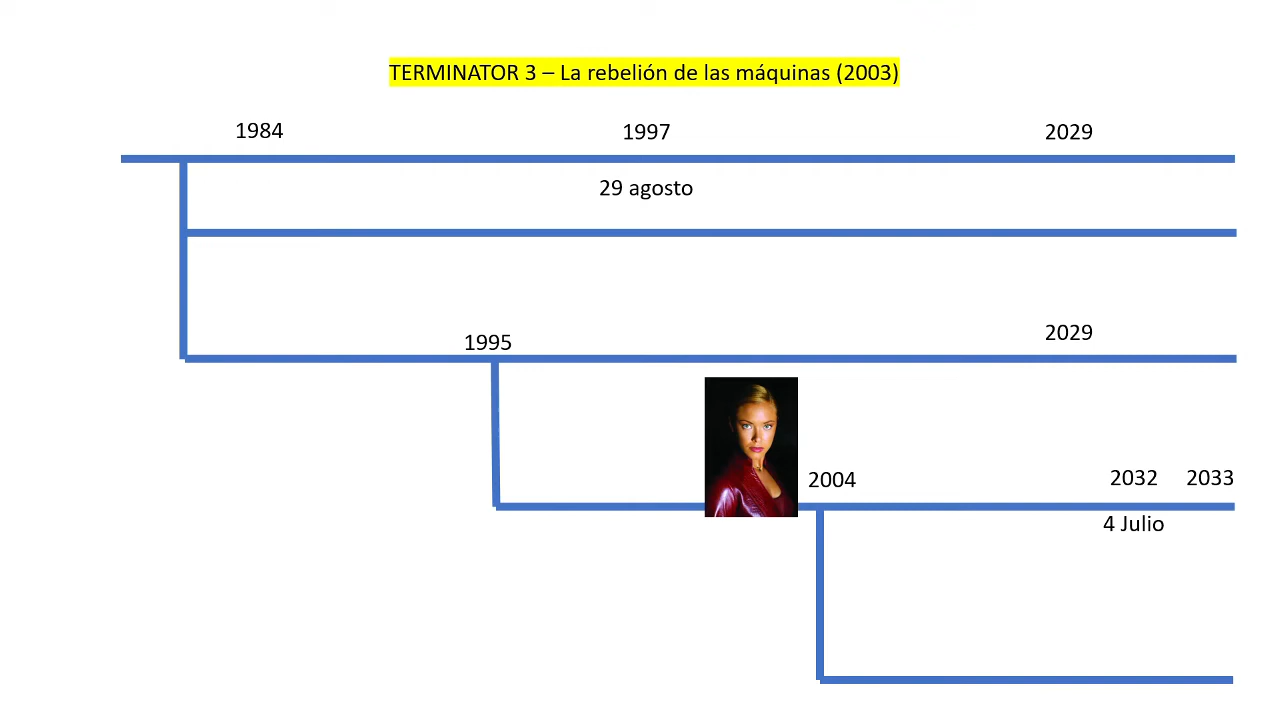 TERMINATOR 3 – La rebelión de las máquinas (2003)
1984 1997 2029
29 agosto
1995 2029
2004 2032 2033
4 Julio